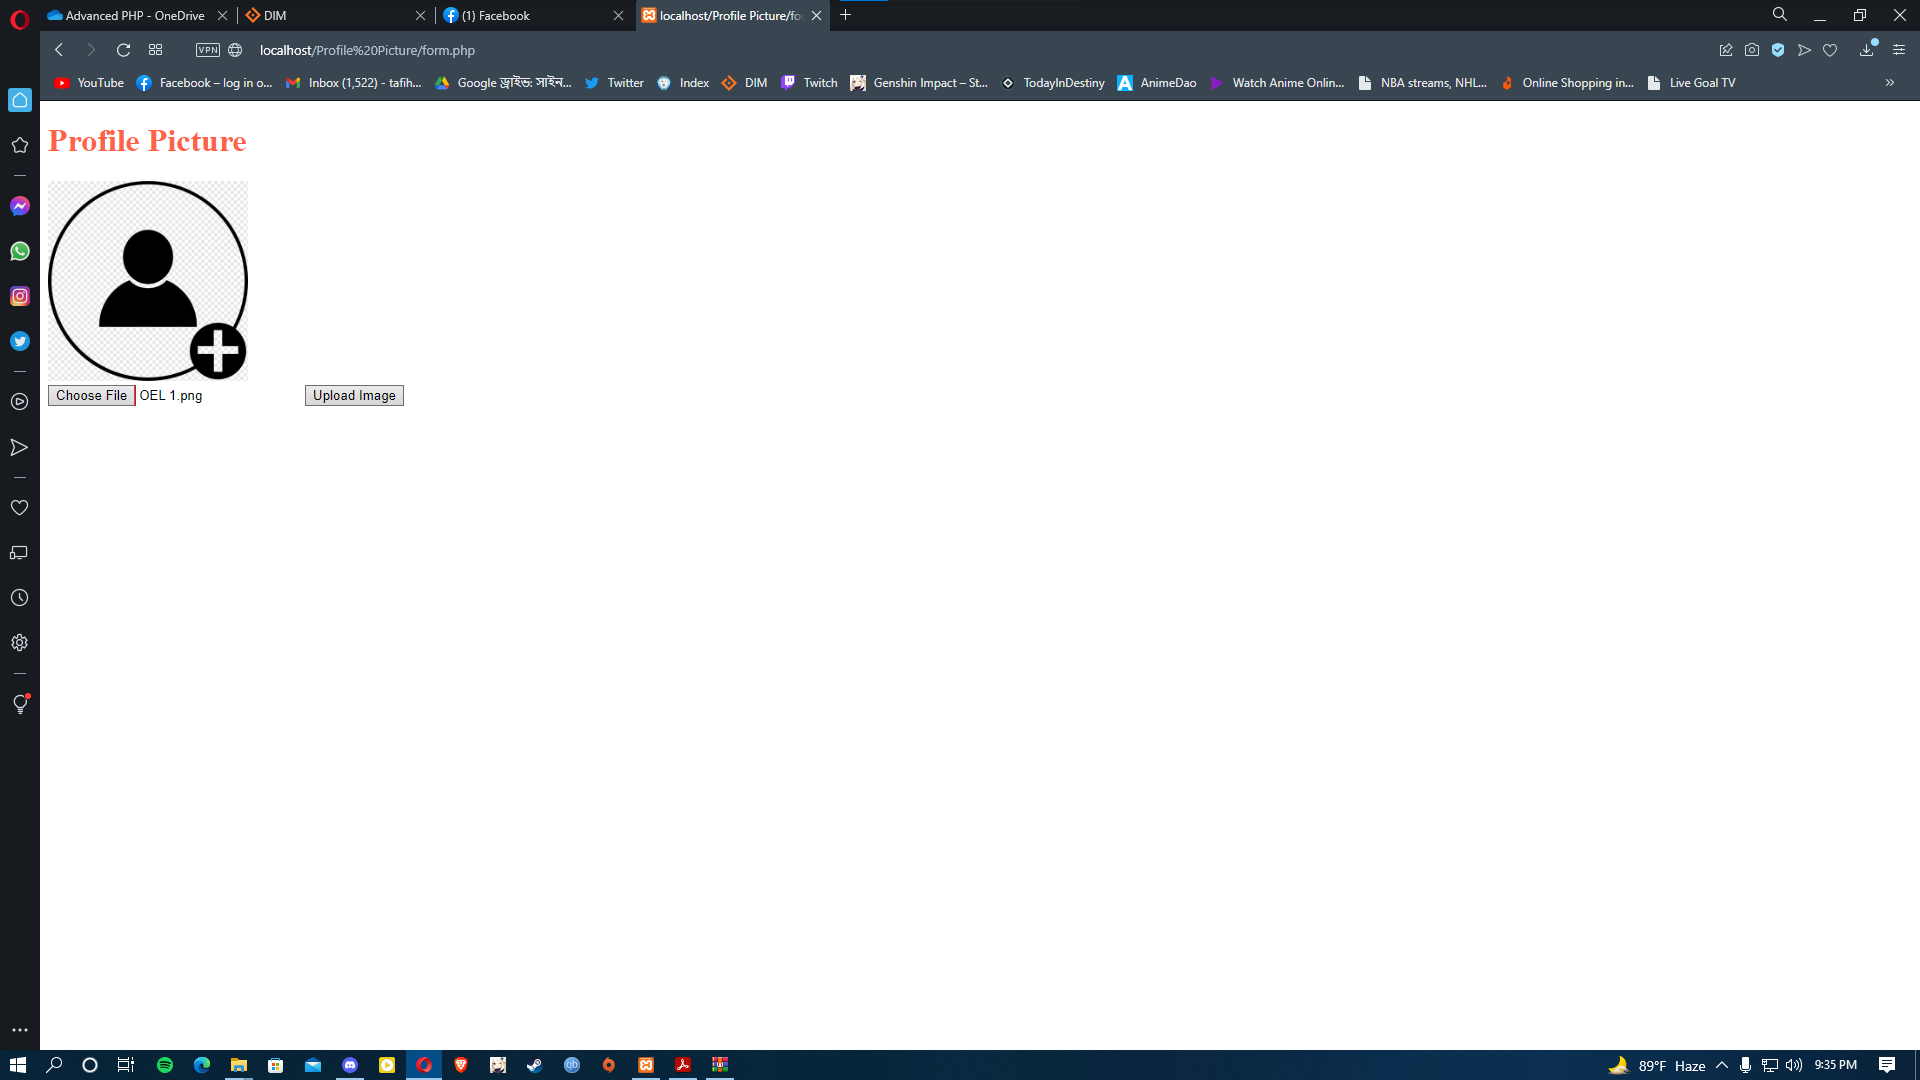 Advanced PHP - OneDrive
DIM
(1) Facebook
localhost/Profile Picture/fo
VPN
localhost/Profile%20Picture/form.php
YouTube
Facebook – log in o...
Inbox (1,522) - tafih...
Google ড্রাইভ: সাইন...
Twitter
Index
DIM
Twitch
Genshin Impact – St...
TodayInDestiny
AnimeDao
Watch Anime Onlin...
NBA streams, NHL...
Online Shopping in...
Live Goal TV
Profile Picture
Choose File OEL 1.png
Upload Image
89°F Haze
9:35 PM